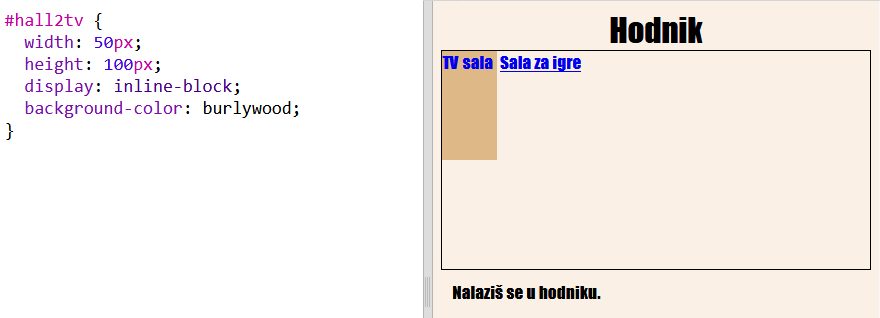 #hall2tv {
  width: 50px;
  height: 100px;
  display: inline-block;
  background-color: burlywood;
}
Hodnik
TV sala Sala za igre
Nalaziš se u hodniku.